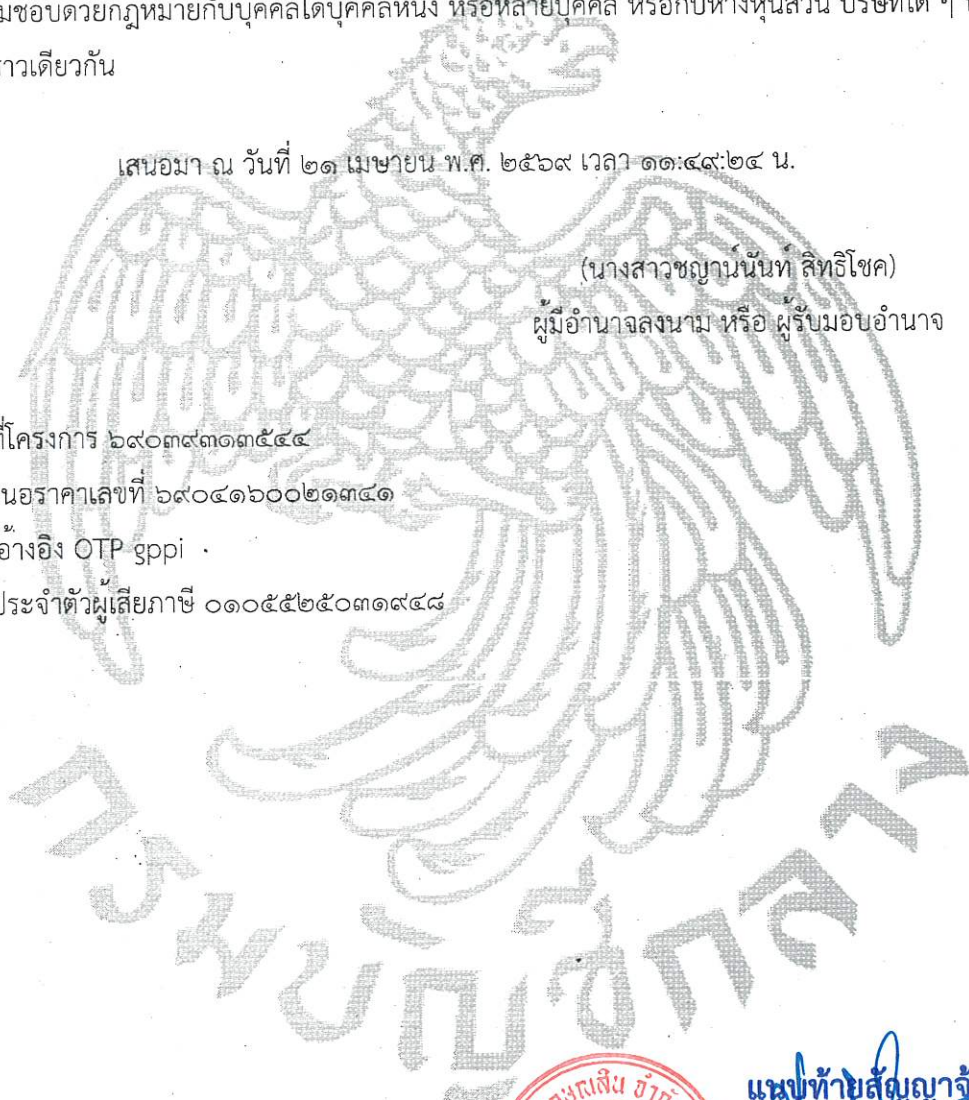 มชอบด้วยกฎหมายกับบุคคลใดบุคคลหนึ่ง หรือหลายบุคคล หรือกับห้างหุ้นส่วน บริษัทใด ๆ
ราวเดียวกัน
เสนอมา ณ วันที่ ๒๑ เมษายน พ.ศ. ๒๕๖๙ เวลา ๑๑:๔๙:๒๔ น.
(นางสาวชญาน์นันท์ สิทธิโชค)
ผู้มีอำนาจลงนาม หรือ ผู้รับมอบอำนาจ
ที่โครงการ ๖๙๐๓๙๓๑๓๕๔๔
นอราคาเลขที่ ๖๙๐๔๑๖๐๐๒๑๓๔๑
อ้างอิง OTP gppi
ประจำตัวผู้เสียภาษี ๐๑๐๕๕๒๕๐๓๑๙๔๘
กรมบัญชีกลาง
แนบท้ายสัญญาจ้